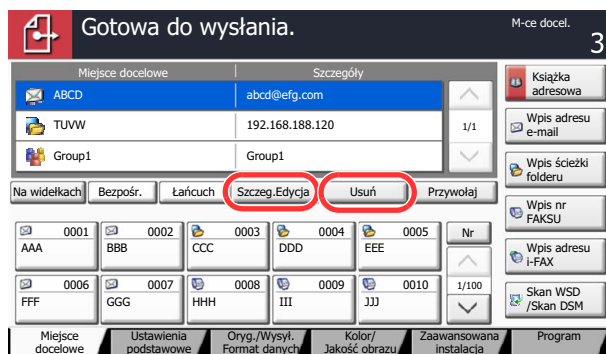 Gotowa do wysłania.
M-ce docel.
3
Miejsce docelowe
Szczegóły
ABCD
abcd@efg.com
TUVW
192.168.188.120
1/1
Group1
Group1
Na widełkach
Bezpośr.
Łańcuch
Szczeg.Edycja
Usuń
Przywołaj
0001
AAA
0002
BBB
0003
CCC
0004
DDD
0005
EEE
Nr
0006
FFF
0007
GGG
0008
HHH
0009
III
0010
JJJ
1/100
Książka
adresowa
Wpis adresu
e-mail
Wpis ścieżki
folderu
Wpis nr
FAKSU
Wpis adresu
i-FAX
Skan WSD
/Skan DSM
Miejsce
docelowe
Ustawienia
podstawowe
Oryg./Wysył.
Format danych
Kolor/
Jakość obrazu
Zaawansowana
instalacja
Program